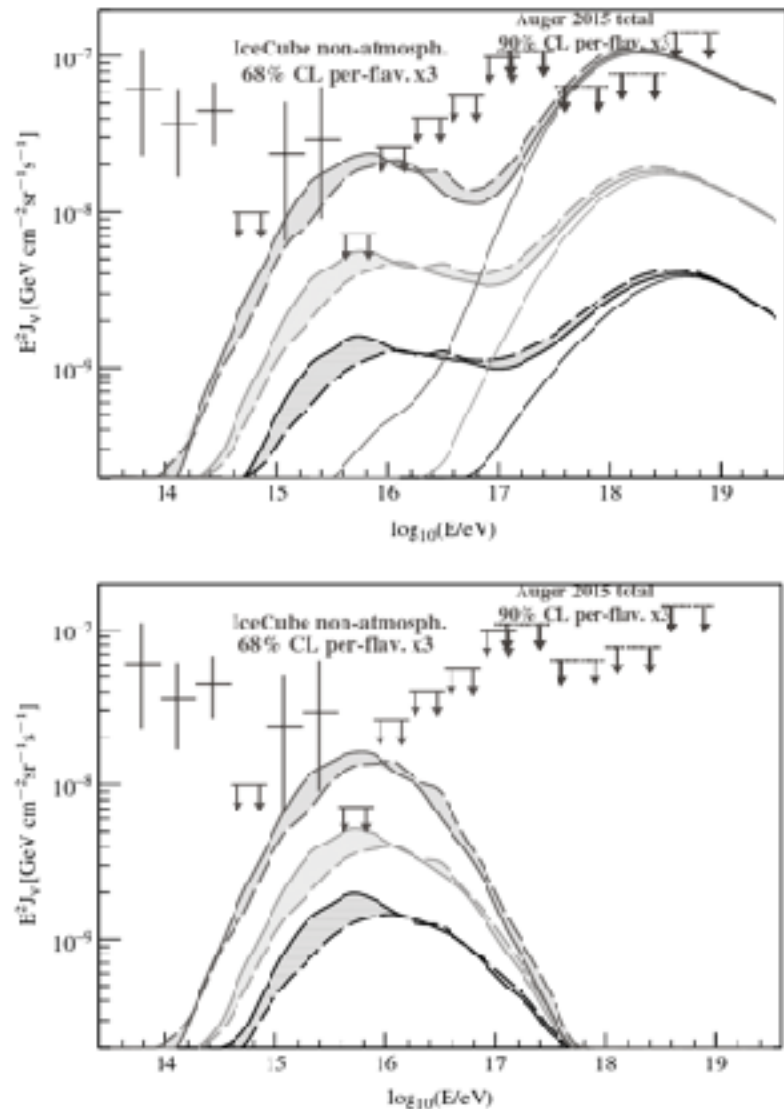 Auger 2015 total
IceCube non-atmosph.
90% CL per-flav. x3
68% CL per-flav. x3
10⁻⁷
10⁻⁸
10⁻⁹
E²Jᵥ [GeV cm⁻²sr⁻¹s⁻¹]
14 15 16 17 18 19
log₁₀(E/eV)
Auger 2015 total
IceCube non-atmosph.
90% CL per-flav. x3
68% CL per-flav. x3
10⁻⁷
10⁻⁸
10⁻⁹
E²Jᵥ [GeV cm⁻²sr⁻¹s⁻¹]
14 15 16 17 18 19
log₁₀(E/eV)